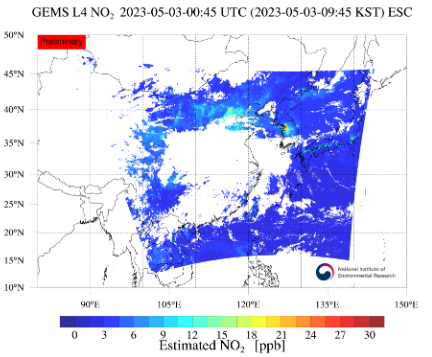 GEMS L4 NO₂ 2023-05-03-00:45 UTC (2023-05-03-09:45 KST) ESC
Preliminary
50°N
45°N
40°N
35°N
30°N
25°N
20°N
15°N
10°N
National Institute of
Environmental Research
90°E 105°E 120°E 135°E 150°E
0 3 6 9 12 15 18 21 24 27 30
Estimated NO₂ [ppb]